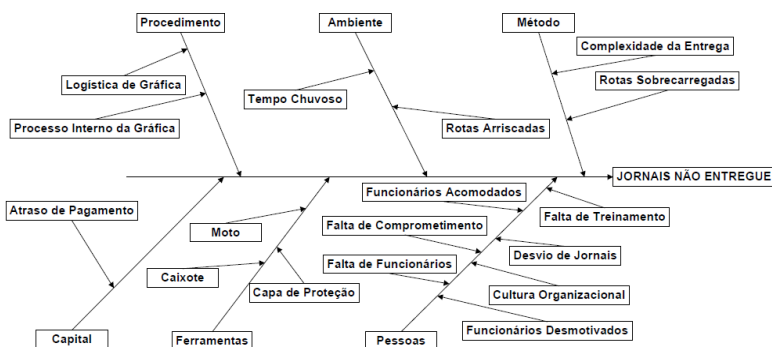 Procedimento
Ambiente
Método
Complexidade da Entrega
Logistica de Gráfica
Rotas Sobrecarregadas
Tempo Chuvoso
Processo Interno da Gráfica
Rotas Arriscadas
JORNAIS NÃO ENTREGUE
Funcionários Acomodados
Atraso de Pagamento
Falta de Treinamento
Falta de Comprometimento
Moto
Desvio de Jornais
Falta de Funcionários
Caixote
Capa de Proteção
Cultura Organizacional
Funcionários Desmotivados
Capital
Ferramentas
Pessoas